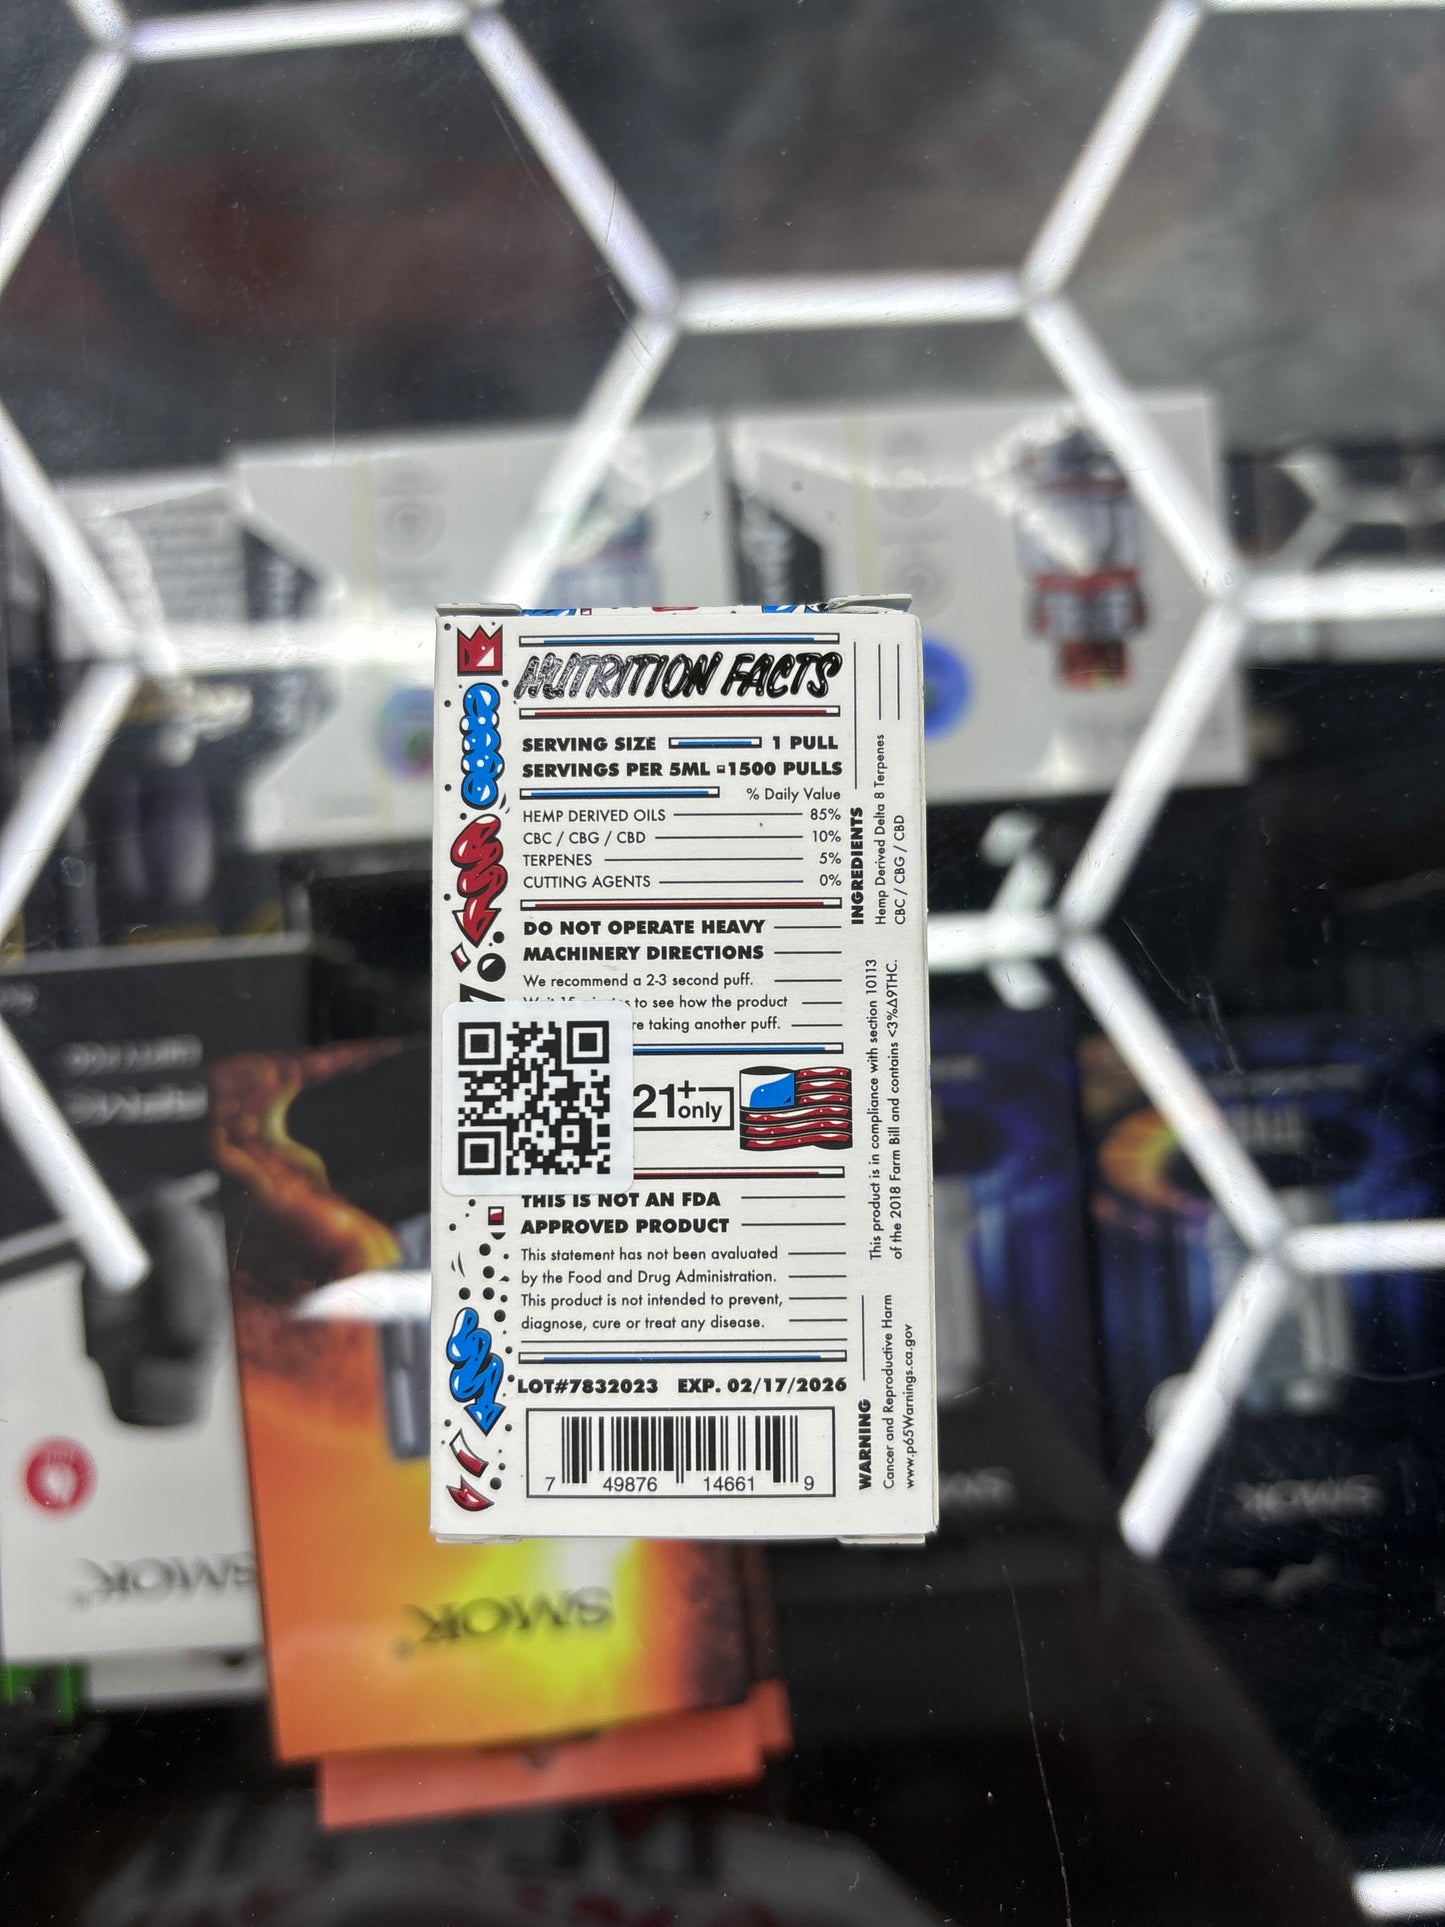 NUTRITION FACTS
SERVING SIZE 1 PULL
SERVINGS PER 5ML 1500 PULLS
% Daily Value
HEMP DERIVED OILS 85%
CBC / CBG / CBD 10%
TERPENES 5%
CUTTING AGENTS 0%
DO NOT OPERATE HEAVY
MACHINERY DIRECTIONS
We recommend a 2-3 second puff.
to see how the product
taking another puff.
21+ only
THIS IS NOT AN FDA
APPROVED PRODUCT
This statement has not been avaluated
by the Food and Drug Administration.
This product is not intended to prevent,
diagnose, cure or treat any disease.
LOT#7832023 EXP. 02/17/2026
7 49876 14661 9
INGREDIENTS
Hemp Derived Delta 8 Terpenes
CBC / CBG / CBD
This product is in compliance with section 10113
of the 2018 Farm Bill and contains <3%Δ9THC.
WARNING
Cancer and Reproductive Harm
www.p65Warnings.ca.gov
SMOK
SMOK
SMOK